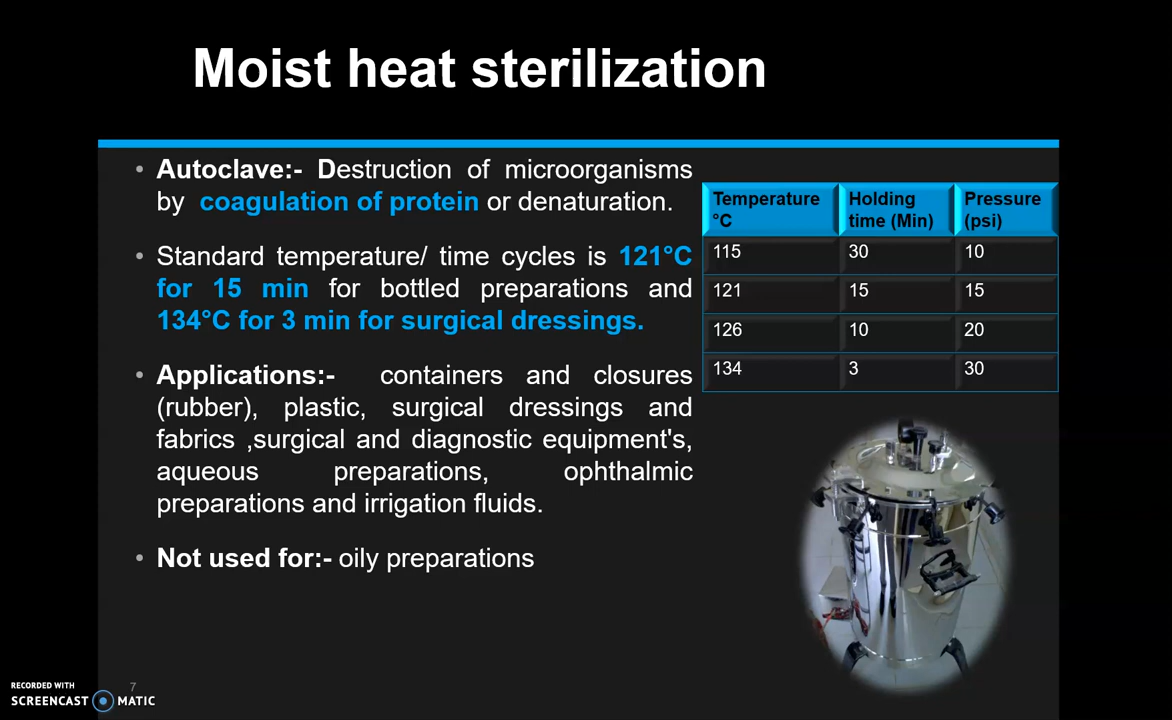 Moist heat sterilization
• Autoclave:- Destruction of microorganisms
by coagulation of protein or denaturation.
• Standard temperature/ time cycles is 121°C
for 15 min for bottled preparations and
134°C for 3 min for surgical dressings.
• Applications:- containers and closures
(rubber), plastic, surgical dressings and
fabrics ,surgical and diagnostic equipment's,
aqueous preparations, ophthalmic
preparations and irrigation fluids.
• Not used for:- oily preparations
Temperature °C Holding time (Min) Pressure (psi)
115 30 10
121 15 15
126 10 20
134 3 30
7
RECORDED WITH
SCREENCAST MATIC